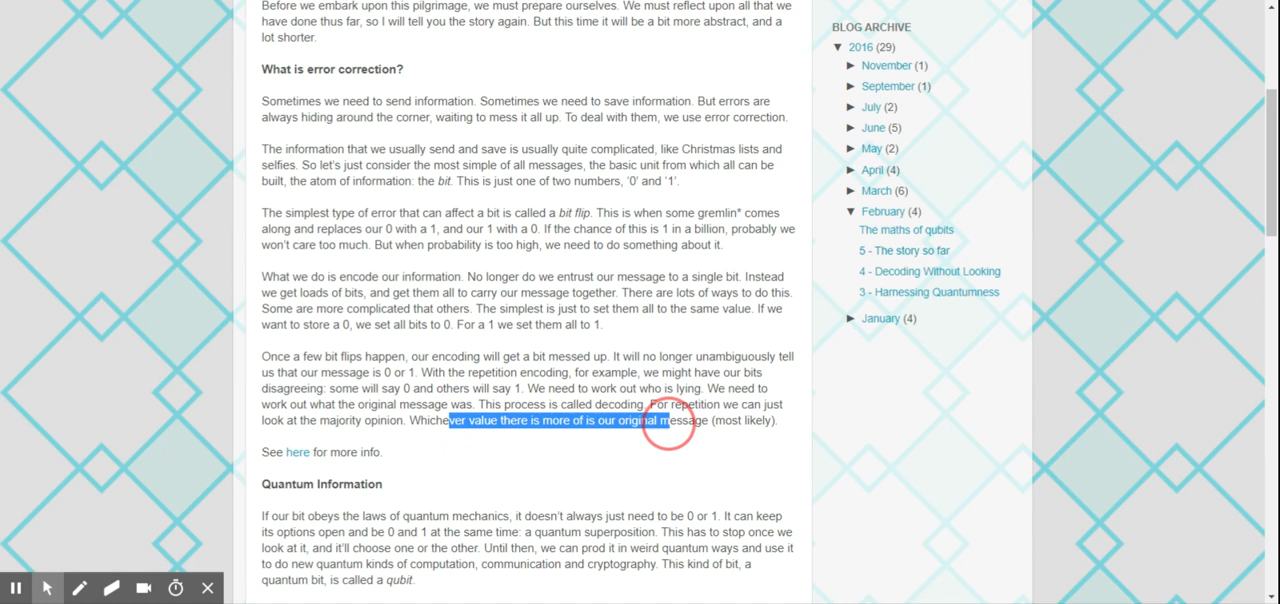 Before we embark upon this pilgrimage, we must prepare ourselves. We must reflect upon all that we
have done thus far, so I will tell you the story again. But this time it will be a bit more abstract, and a
lot shorter.
What is error correction?
Sometimes we need to send information. Sometimes we need to save information. But errors are
always hiding around the corner, waiting to mess it all up. To deal with them, we use error correction.
The information that we usually send and save is usually quite complicated, like Christmas lists and
selfies. So let's just consider the most simple of all messages, the basic unit from which all can be
built, the atom of information: the bit. This is just one of two numbers, '0' and '1'.
The simplest type of error that can affect a bit is called a bit flip. This is when some gremlin* comes
along and replaces our 0 with a 1, and our 1 with a 0. If the chance of this is 1 in a billion, probably we
won't care too much. But when probability is too high, we need to do something about it.
What we do is encode our information. No longer do we entrust our message to a single bit. Instead
we get loads of bits, and get them all to carry our message together. There are lots of ways to do this.
Some are more complicated that others. The simplest is just to set them all to the same value. If we
want to store a 0, we set all bits to 0. For a 1 we set them all to 1.
Once a few bit flips happen, our encoding will get a bit messed up. It will no longer unambiguously tell
us that our message is 0 or 1. With the repetition encoding, for example, we might have our bits
disagreeing: some will say 0 and others will say 1. We need to work out who is lying. We need to
work out what the original message was. This process is called decoding. For repetition we can just
look at the majority opinion. Whichever value there is more of is our original message (most likely).
See here for more info.
Quantum Information
If our bit obeys the laws of quantum mechanics, it doesn't always just need to be 0 or 1. It can keep
its options open and be 0 and 1 at the same time: a quantum superposition. This has to stop once we
look at it, and it'll choose one or the other. Until then, we can prod it in weird quantum ways and use it
to do new quantum kinds of computation, communication and cryptography. This kind of bit, a
quantum bit, is called a qubit.
BLOG ARCHIVE
▼ 2016 (29)
► November (1)
► September (1)
► July (2)
► June (5)
► May (2)
► April (4)
► March (6)
▼ February (4)
The maths of qubits
5 - The story so far
4 - Decoding Without Looking
3 - Harnessing Quantumness
► January (4)